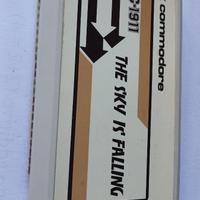 commodore
-1911
THE SKY IS FALLING